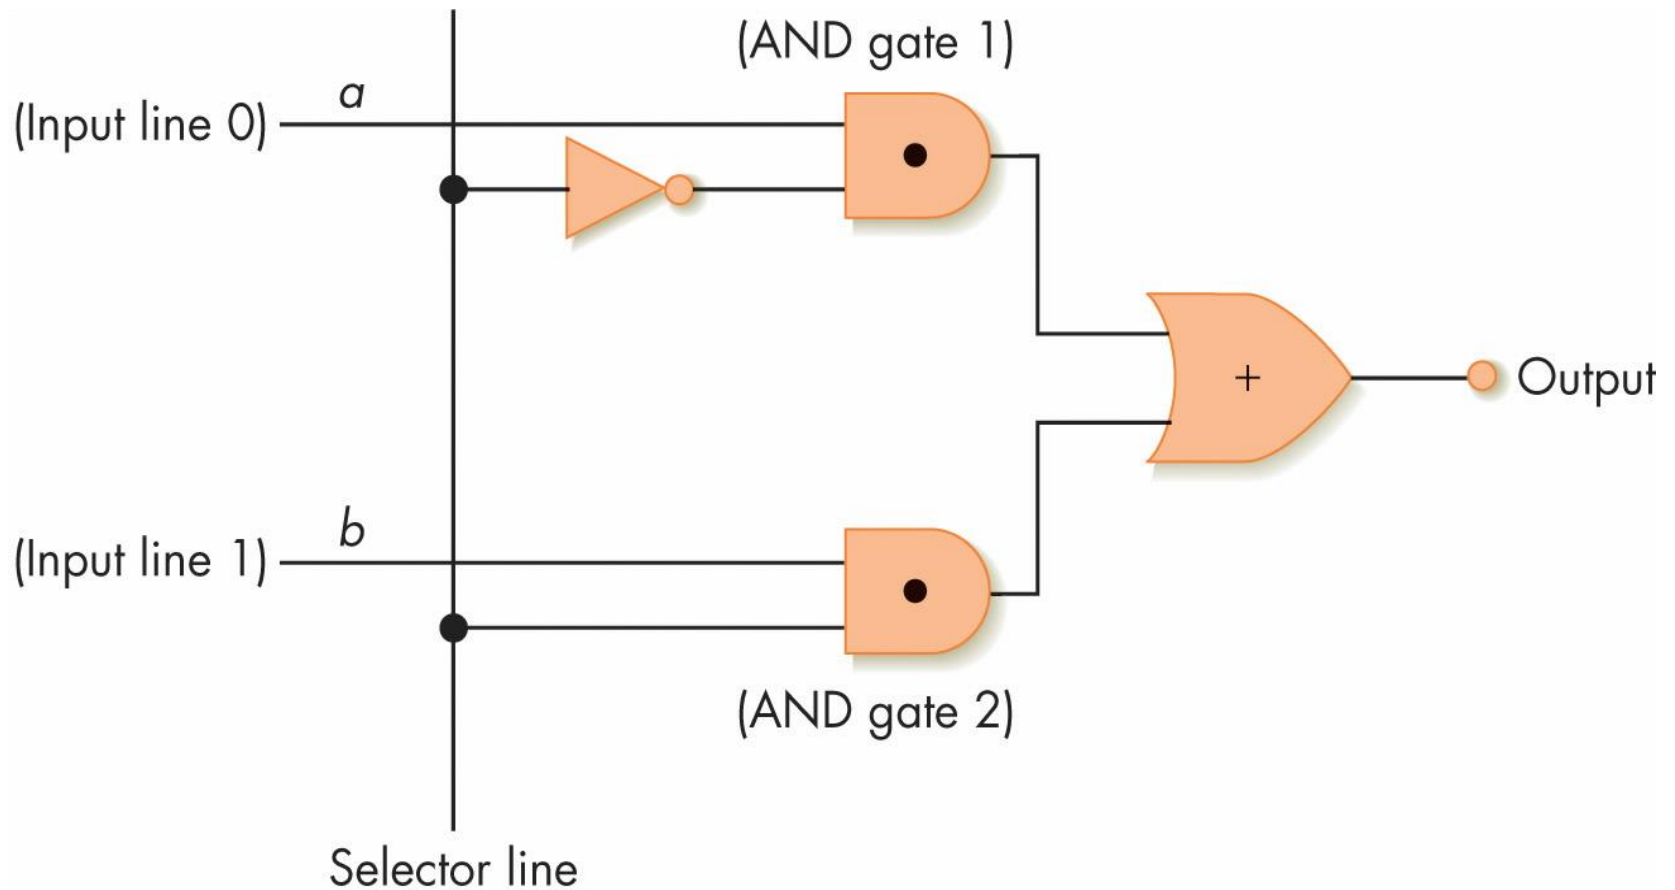 (AND gate 1)
a
(Input line 0)
+
Output
b
(Input line 1)
(AND gate 2)
Selector line